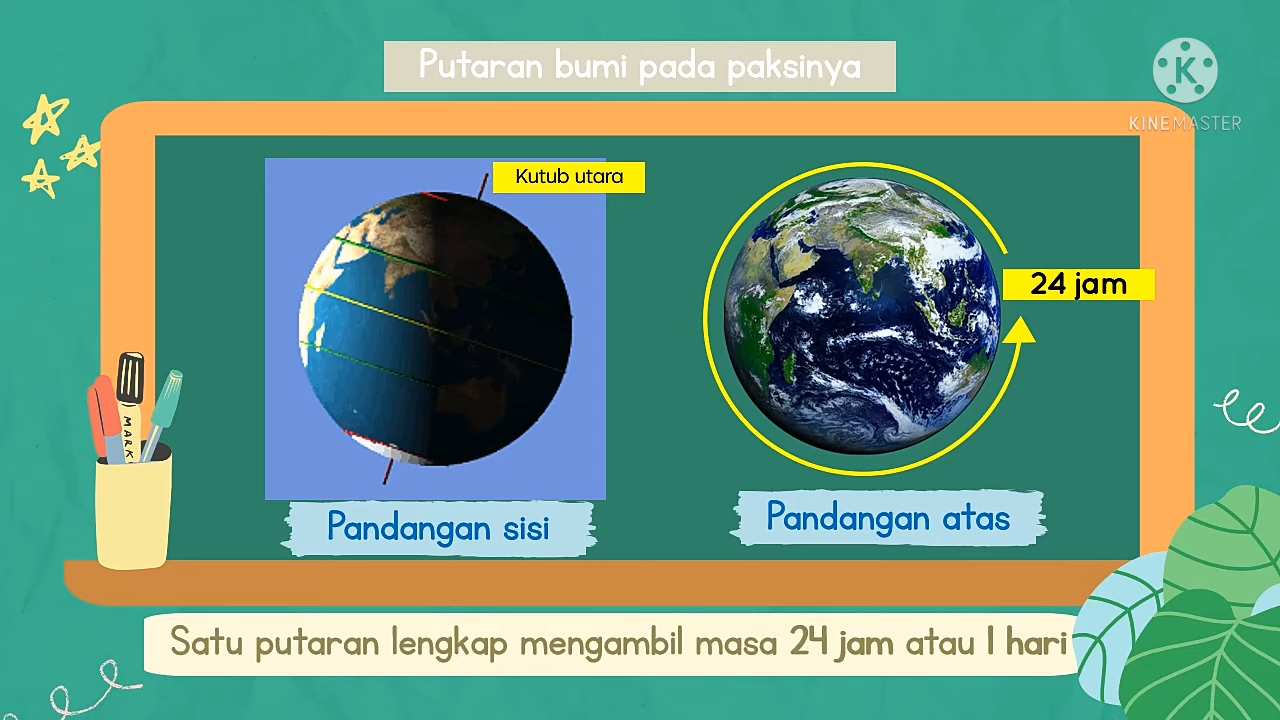 Putaran bumi pada paksinya
K
KINEMASTER
Kutub utara
24 jam
MARK
Pandangan sisi
Pandangan atas
Satu putaran lengkap mengambil masa 24 jam atau 1 hari